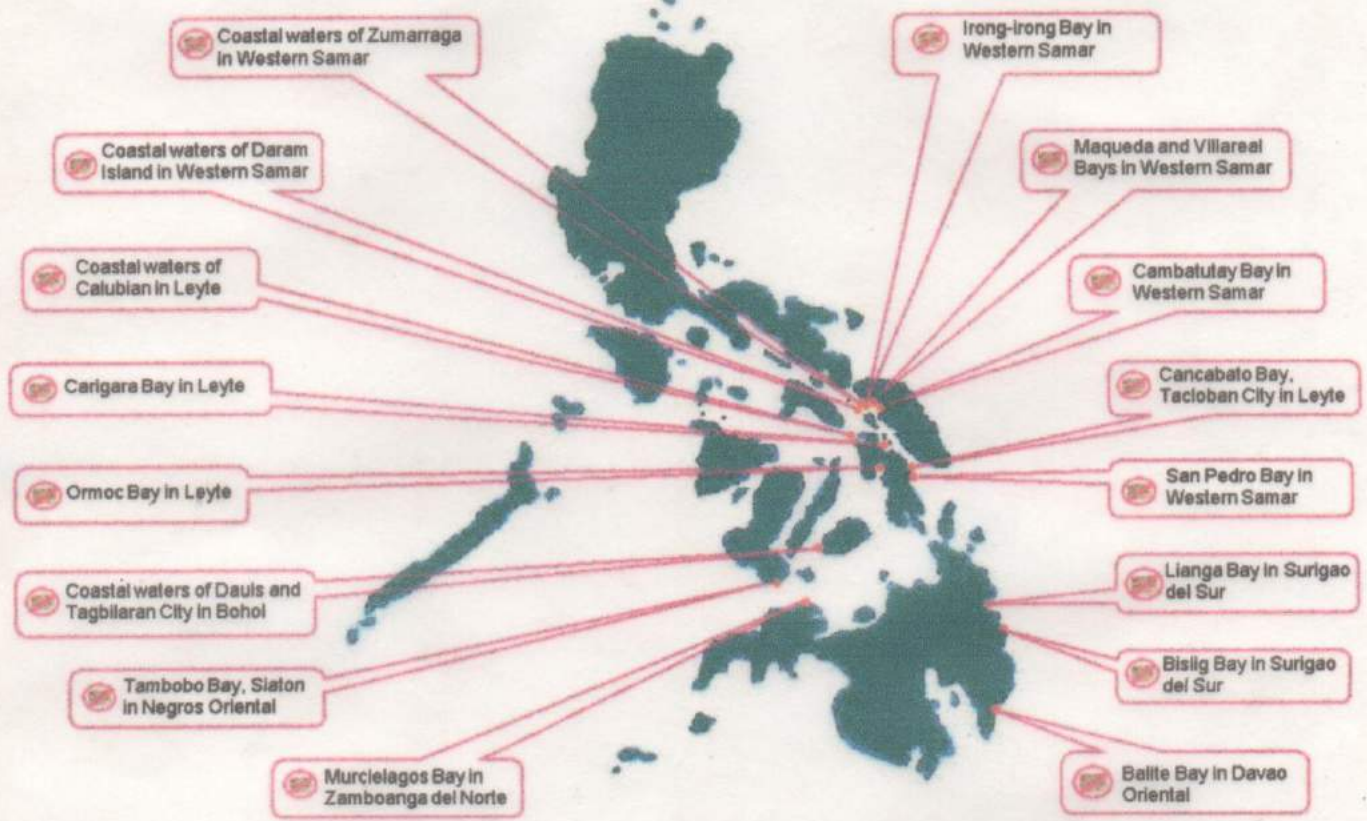 Coastal waters of Zumarraga
in Western Samar
Irong-irong Bay in
Western Samar
Coastal waters of Daram
Island in Western Samar
Maqueda and Villareal
Bays in Western Samar
Coastal waters of
Calubian in Leyte
Cambatutay Bay in
Western Samar
Carigara Bay in Leyte
Cancabato Bay,
Tacloban City in Leyte
Ormoc Bay in Leyte
San Pedro Bay in
Western Samar
Coastal waters of Dauis and
Tagbilaran City in Bohol
Lianga Bay in Surigao
del Sur
Tambobo Bay, Siaton
in Negros Oriental
Bislig Bay in Surigao
del Sur
Murcielagos Bay in
Zamboanga del Norte
Balite Bay in Davao
Oriental